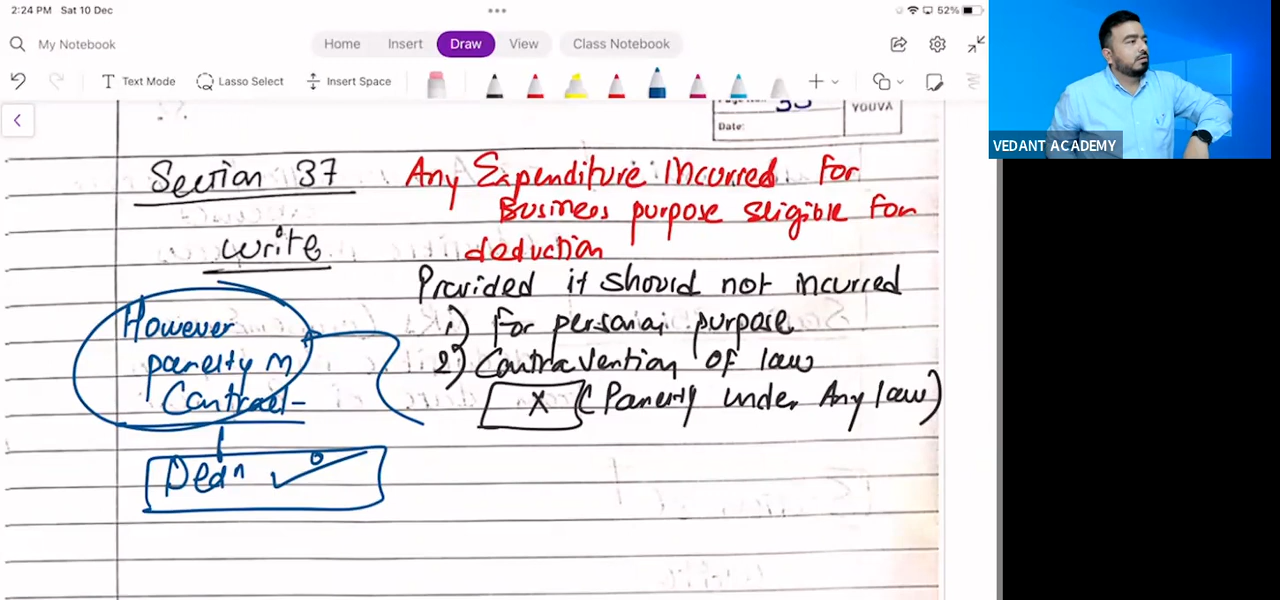 2:24 PM Sat 10 Dec
52%
My Notebook
Home Insert Draw View Class Notebook
Text Mode Lasso Select Insert Space
YOUVA
Date:
Section 37 Any Expenditure Incurred for
Business purpose eligible for
deduction
Write
Provided it should not incurred
1) For personal purpose
2) Contravention of law
X (Penalty under Any law)
However
penalty in
Contract
Dedn ✓
VEDANT ACADEMY